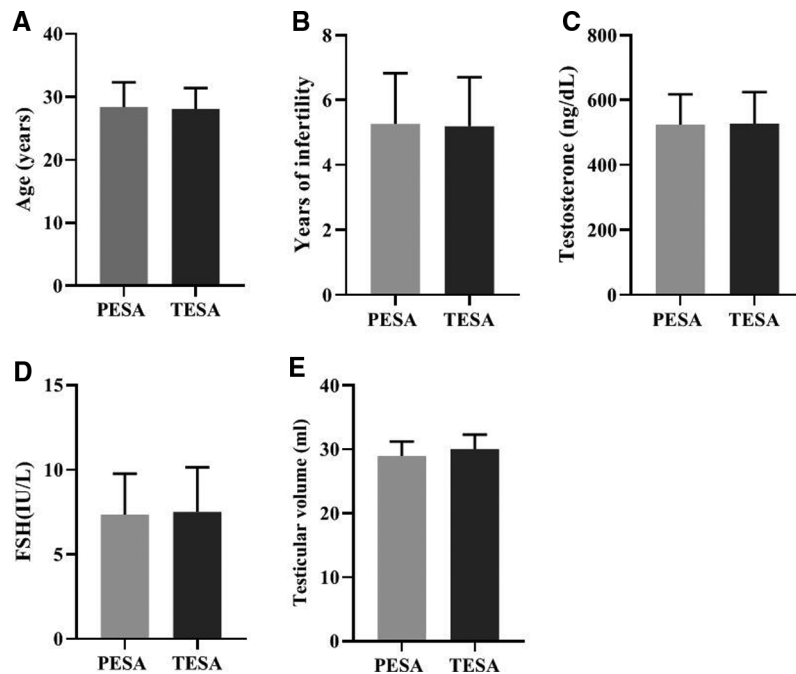 A
Age (years)
40
30
20
10
0
PESA TESA
B
Years of infertility
8
6
4
2
0
PESA TESA
C
Testosterone (ng/dL)
800
600
400
200
0
PESA TESA
D
FSH(IU/L)
15
10
5
0
PESA TESA
E
Testicular volume (ml)
40
30
20
10
0
PESA TESA